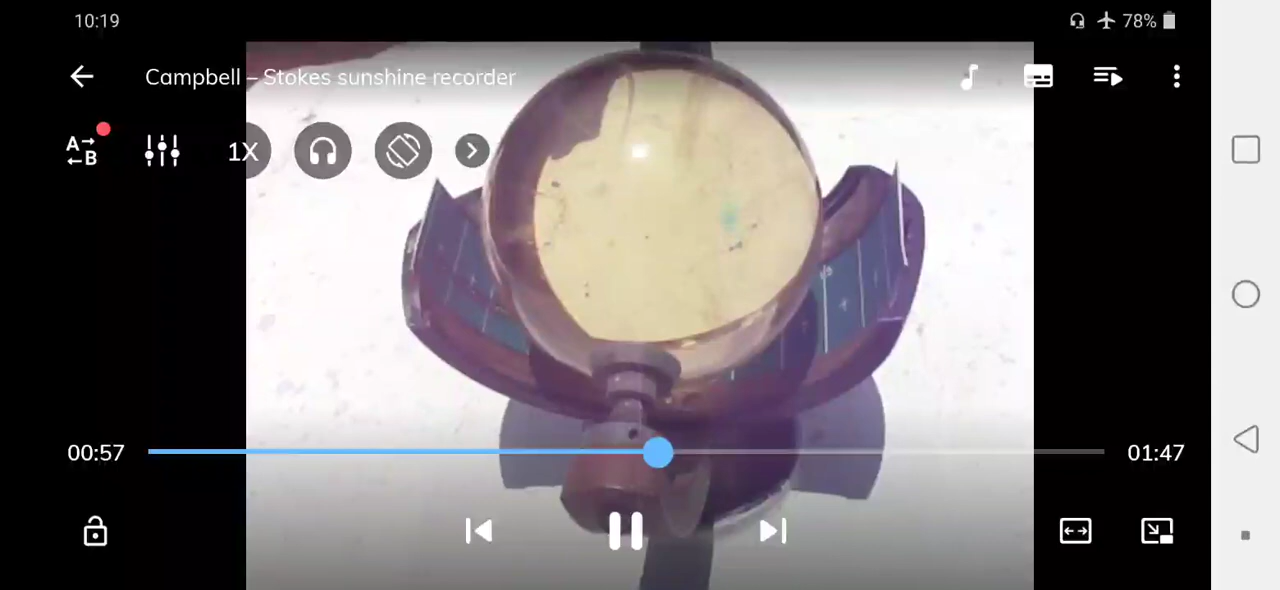 10:19
78%
Campbell – Stokes sunshine recorder
A
B
1X
00:57
01:47